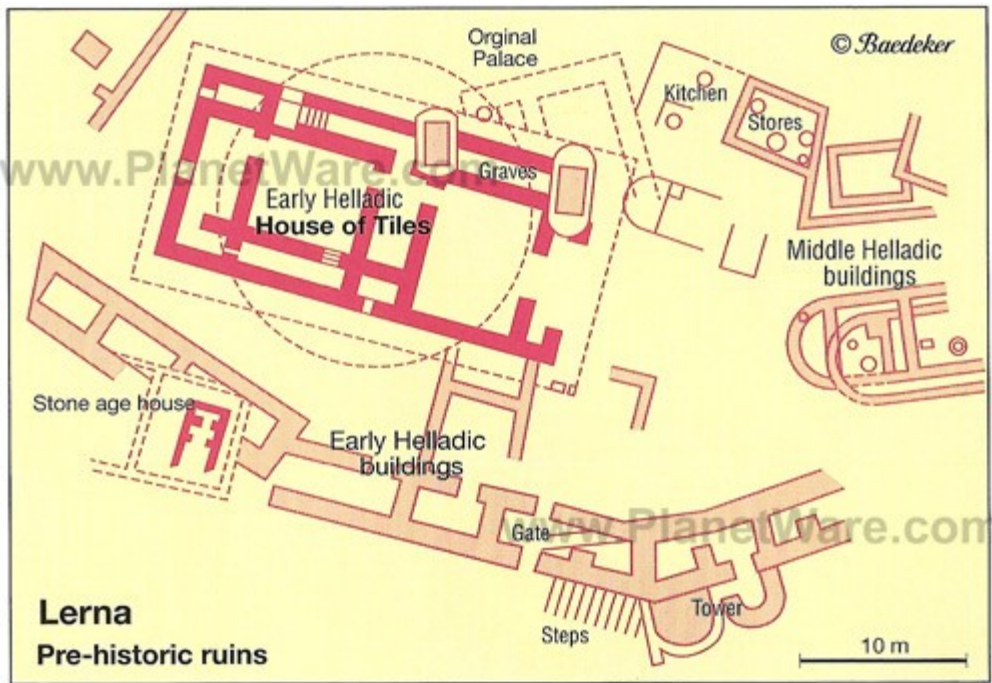 Orginal
Palace
© Baedeker
Kitchen
Stores
www.PlanetWare.com
Graves
Early Helladic
House of Tiles
Middle Helladic
buildings
Stone age house
Early Helladic
buildings
Gate
www.PlanetWare.com
Tower
Steps
Lerna
Pre-historic ruins
10 m